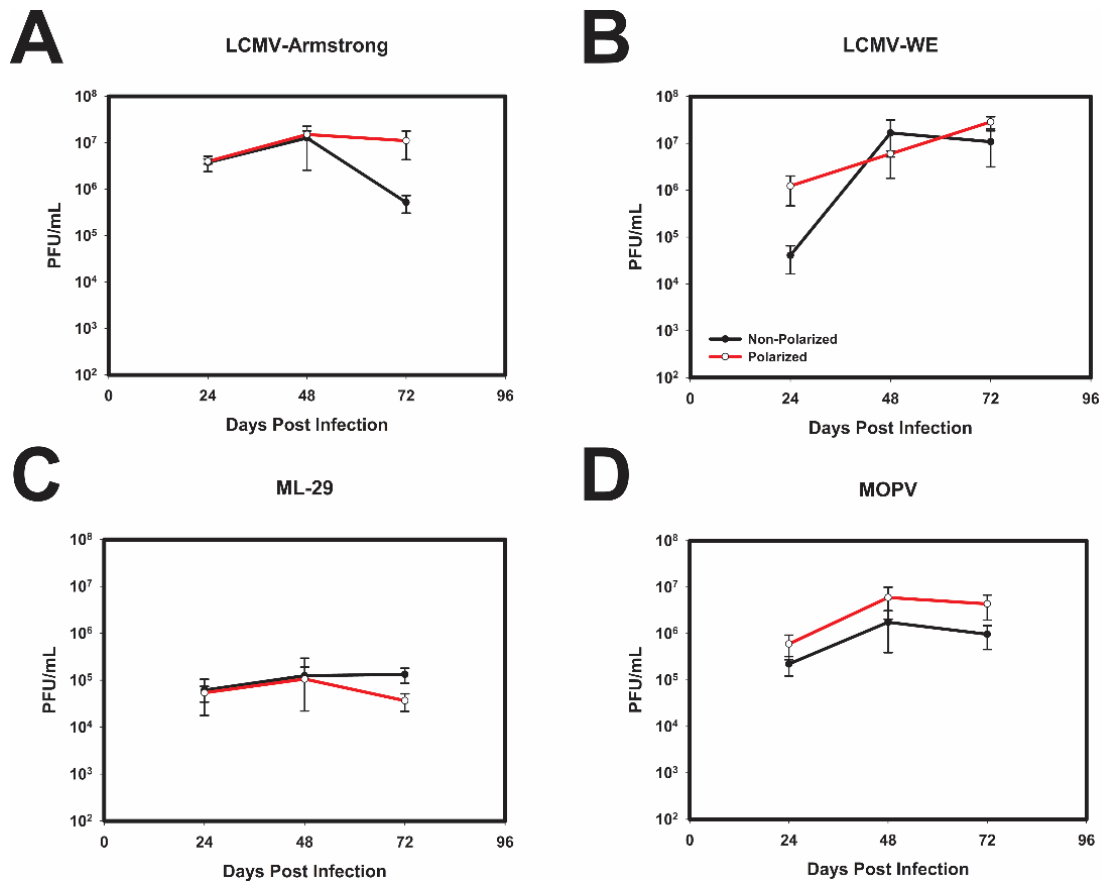 A
LCMV-Armstrong
PFU/mL
10⁸
10⁷
10⁶
10⁵
10⁴
10³
10²
0 24 48 72 96
Days Post Infection
B
LCMV-WE
PFU/mL
10⁸
10⁷
10⁶
10⁵
10⁴
10³
10²
Non-Polarized
Polarized
0 24 48 72 96
Days Post Infection
C
ML-29
PFU/mL
10⁸
10⁷
10⁶
10⁵
10⁴
10³
10²
0 24 48 72 96
Days Post Infection
D
MOPV
PFU/mL
10⁸
10⁷
10⁶
10⁵
10⁴
10³
10²
0 24 48 72 96
Days Post Infection